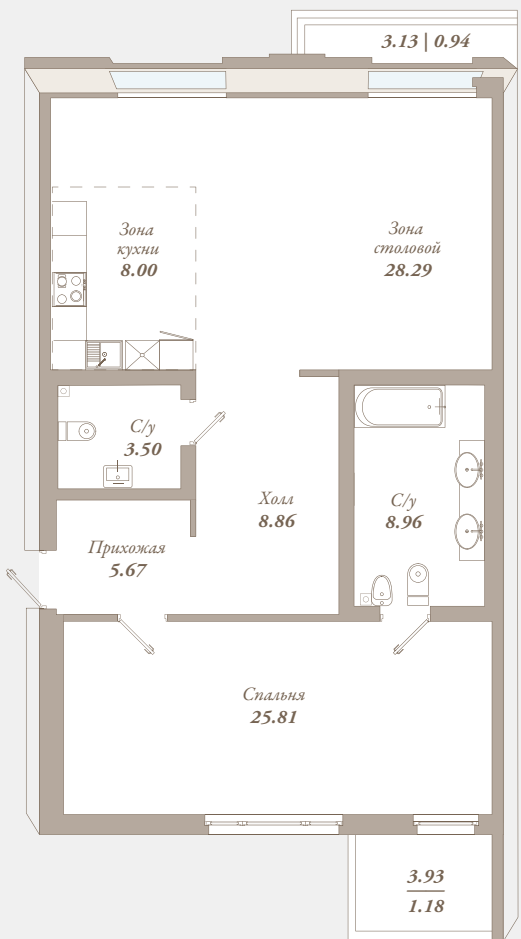 3.13 | 0.94
Зона
кухни
8.00
Зона
столовой
28.29
С/у
3.50
Холл
8.86
С/у
8.96
Прихожая
5.67
Спальня
25.81
3.93
1.18